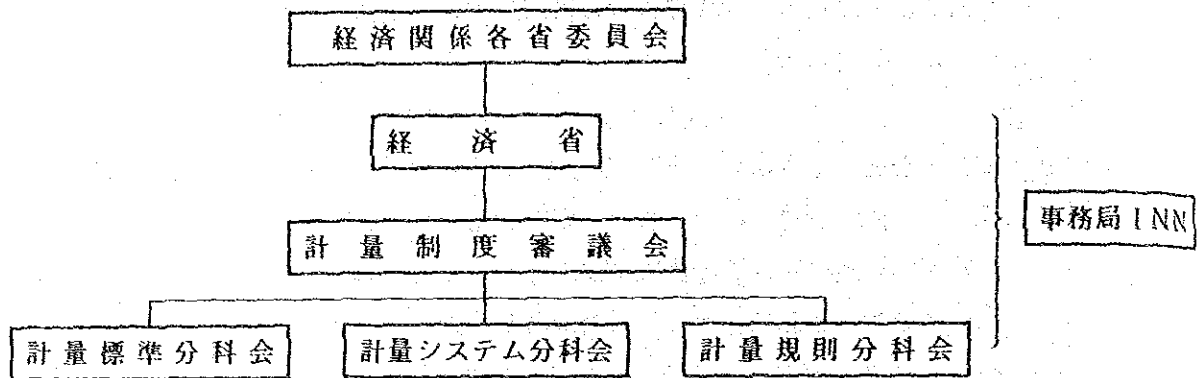 経済関係各省委員会
経済省
計量制度審議会
事務局INN
計量標準分科会
計量システム分科会
計量規則分科会